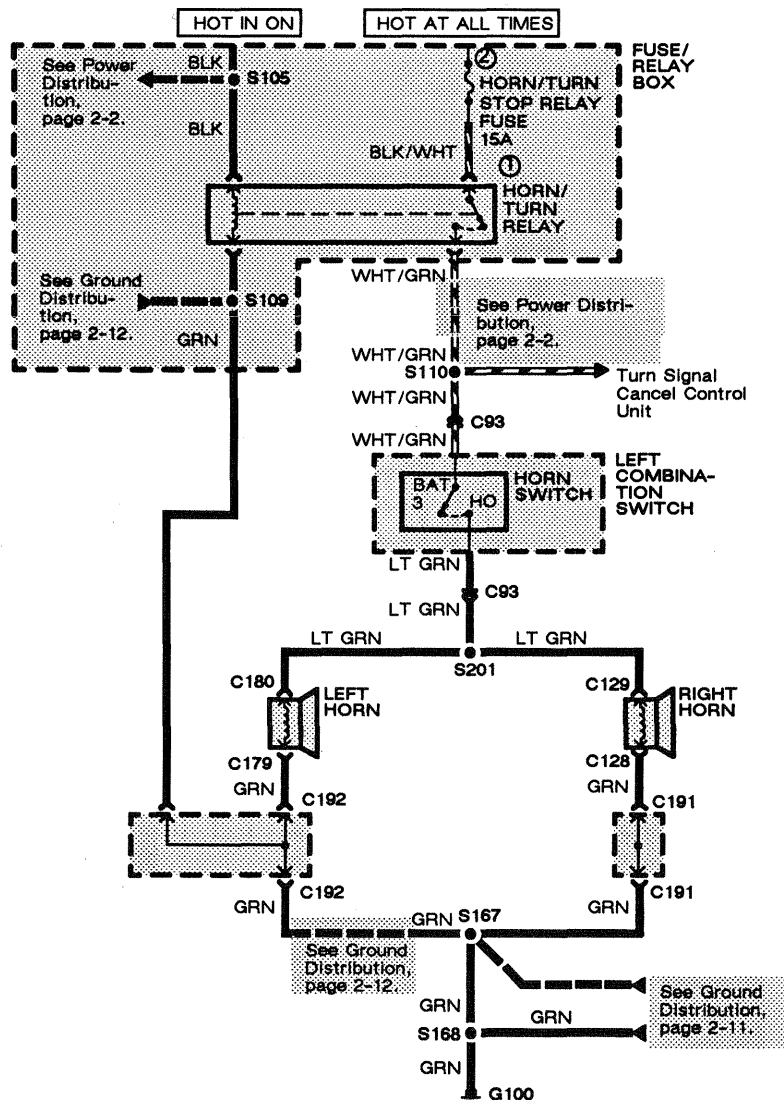 HOT IN ON
HOT AT ALL TIMES
See Power
Distribu-
tion,
page 2-2.
BLK
S105
BLK
2
HORN/TURN
STOP RELAY
FUSE
15A
FUSE/
RELAY
BOX
BLK/WHT
1
HORN/
TURN
RELAY
See Ground
Distribu-
tion,
page 2-12.
S109
GRN
WHT/GRN
See Power Distri-
bution,
page 2-2.
WHT/GRN
S110
Turn Signal
Cancel Control
Unit
WHT/GRN
C93
WHT/GRN
BAT
3
HO
HORN
SWITCH
LEFT
COMBINA-
TION
SWITCH
LT GRN
C93
LT GRN
LT GRN
LT GRN
S201
C180
LEFT
HORN
C129
RIGHT
HORN
C179
C128
GRN
C192
GRN
C191
C192
C191
GRN
GRN
S167
GRN
See Ground
Distribution,
page 2-12.
See Ground
Distribution,
page 2-11.
GRN
GRN
S168
GRN
G100